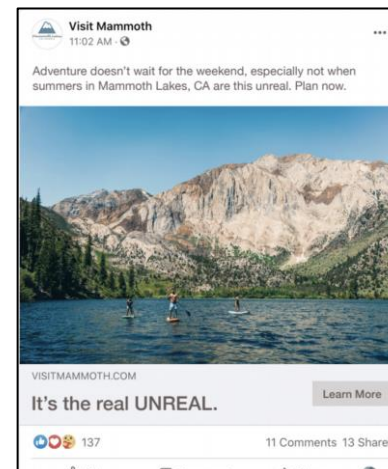 Visit Mammoth
11:02 AM ·
...
Adventure doesn't wait for the weekend, especially not when
summers in Mammoth Lakes, CA are this unreal. Plan now.
VISITMAMMOTH.COM
It's the real UNREAL.
Learn More
137
11 Comments 13 Share